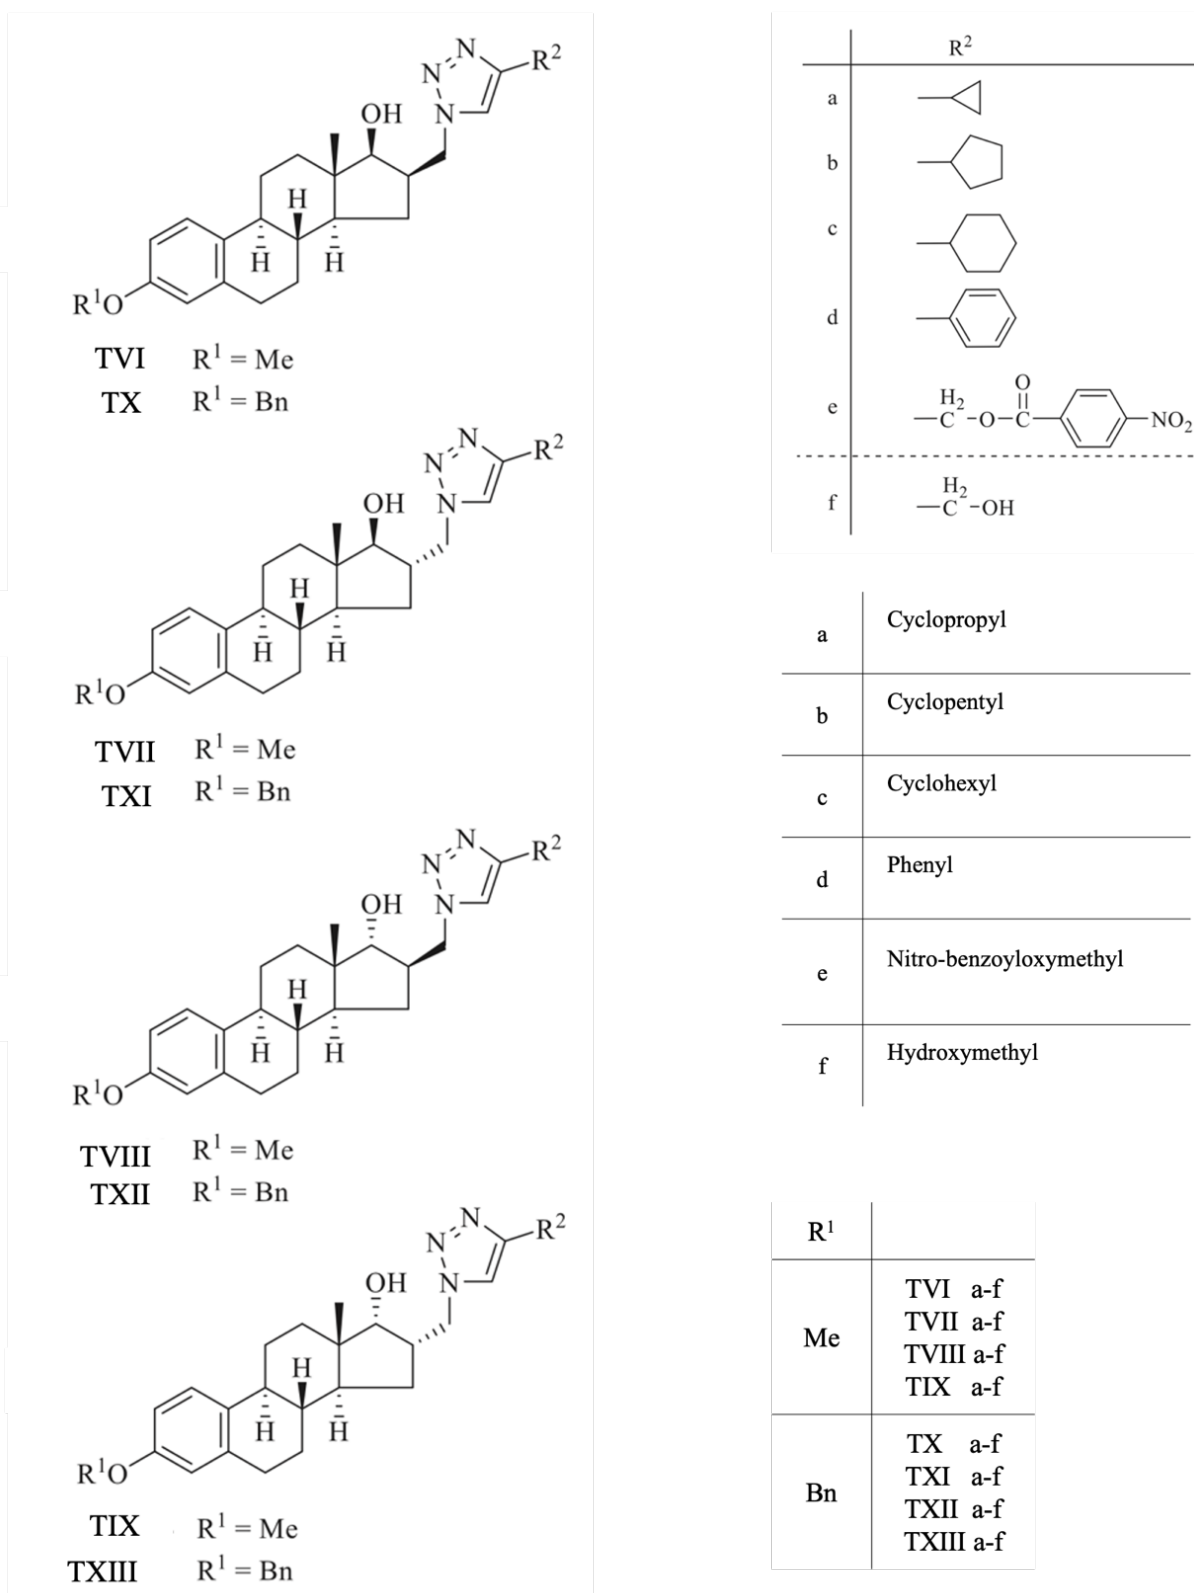 N
N
R²
OH
N
H
H
H
R¹O
TVI R¹ = Me
TX R¹ = Bn
N
N
R²
OH
N
H
H
H
R¹O
TVII R¹ = Me
TXI R¹ = Bn
N
N
R²
OH
N
H
H
H
R¹O
TVIII R¹ = Me
TXII R¹ = Bn
N
N
R²
OH
N
H
H
H
R¹O
TIX R¹ = Me
TXIII R¹ = Bn
R²
a
b
c
d
O
H₂
e —C-O-C —NO₂
H₂
f —C-OH
a Cyclopropyl
b Cyclopentyl
c Cyclohexyl
d Phenyl
e Nitro-benzoyloxymethyl
f Hydroxymethyl
R¹
TVI a-f
TVII a-f
Me
TVIII a-f
TIX a-f
TX a-f
TXI a-f
Bn
TXII a-f
TXIII a-f